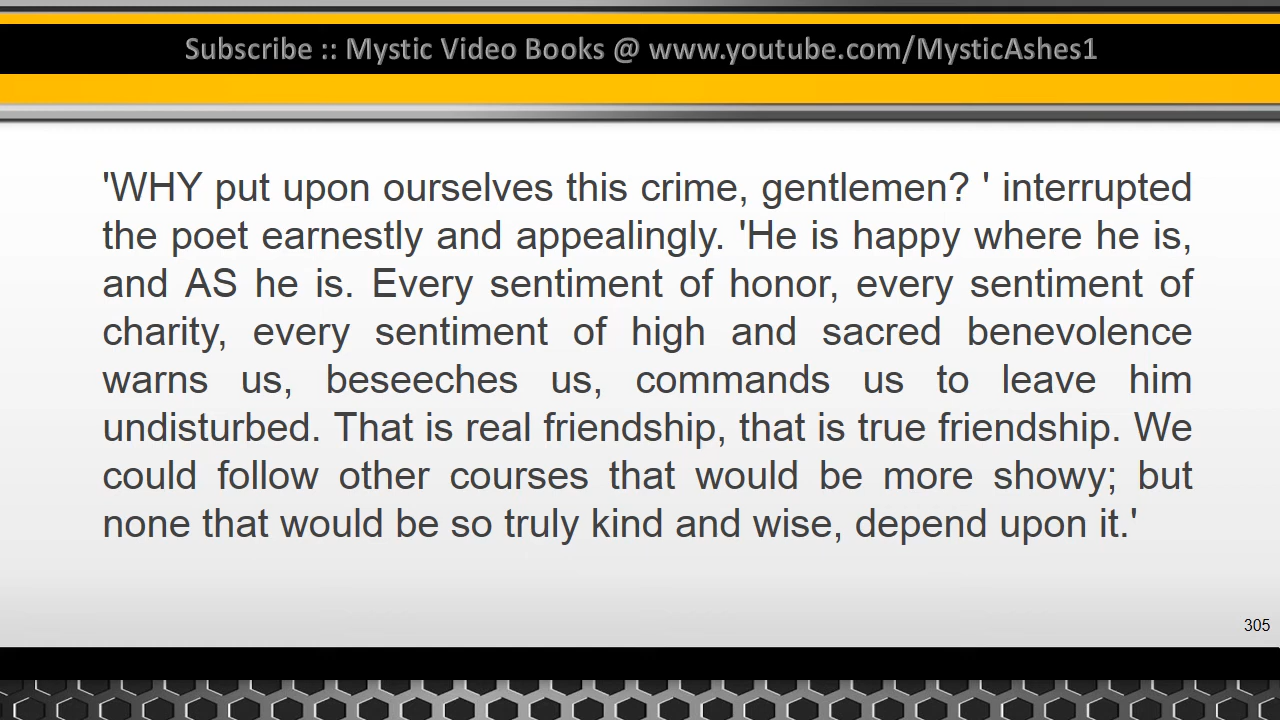 Subscribe :: Mystic Video Books @ www.youtube.com/MysticAshes1
'WHY put upon ourselves this crime, gentlemen? ' interrupted
the poet earnestly and appealingly. 'He is happy where he is,
and AS he is. Every sentiment of honor, every sentiment of
charity, every sentiment of high and sacred benevolence
warns us, beseeches us, commands us to leave him
undisturbed. That is real friendship, that is true friendship. We
could follow other courses that would be more showy; but
none that would be so truly kind and wise, depend upon it.'
305